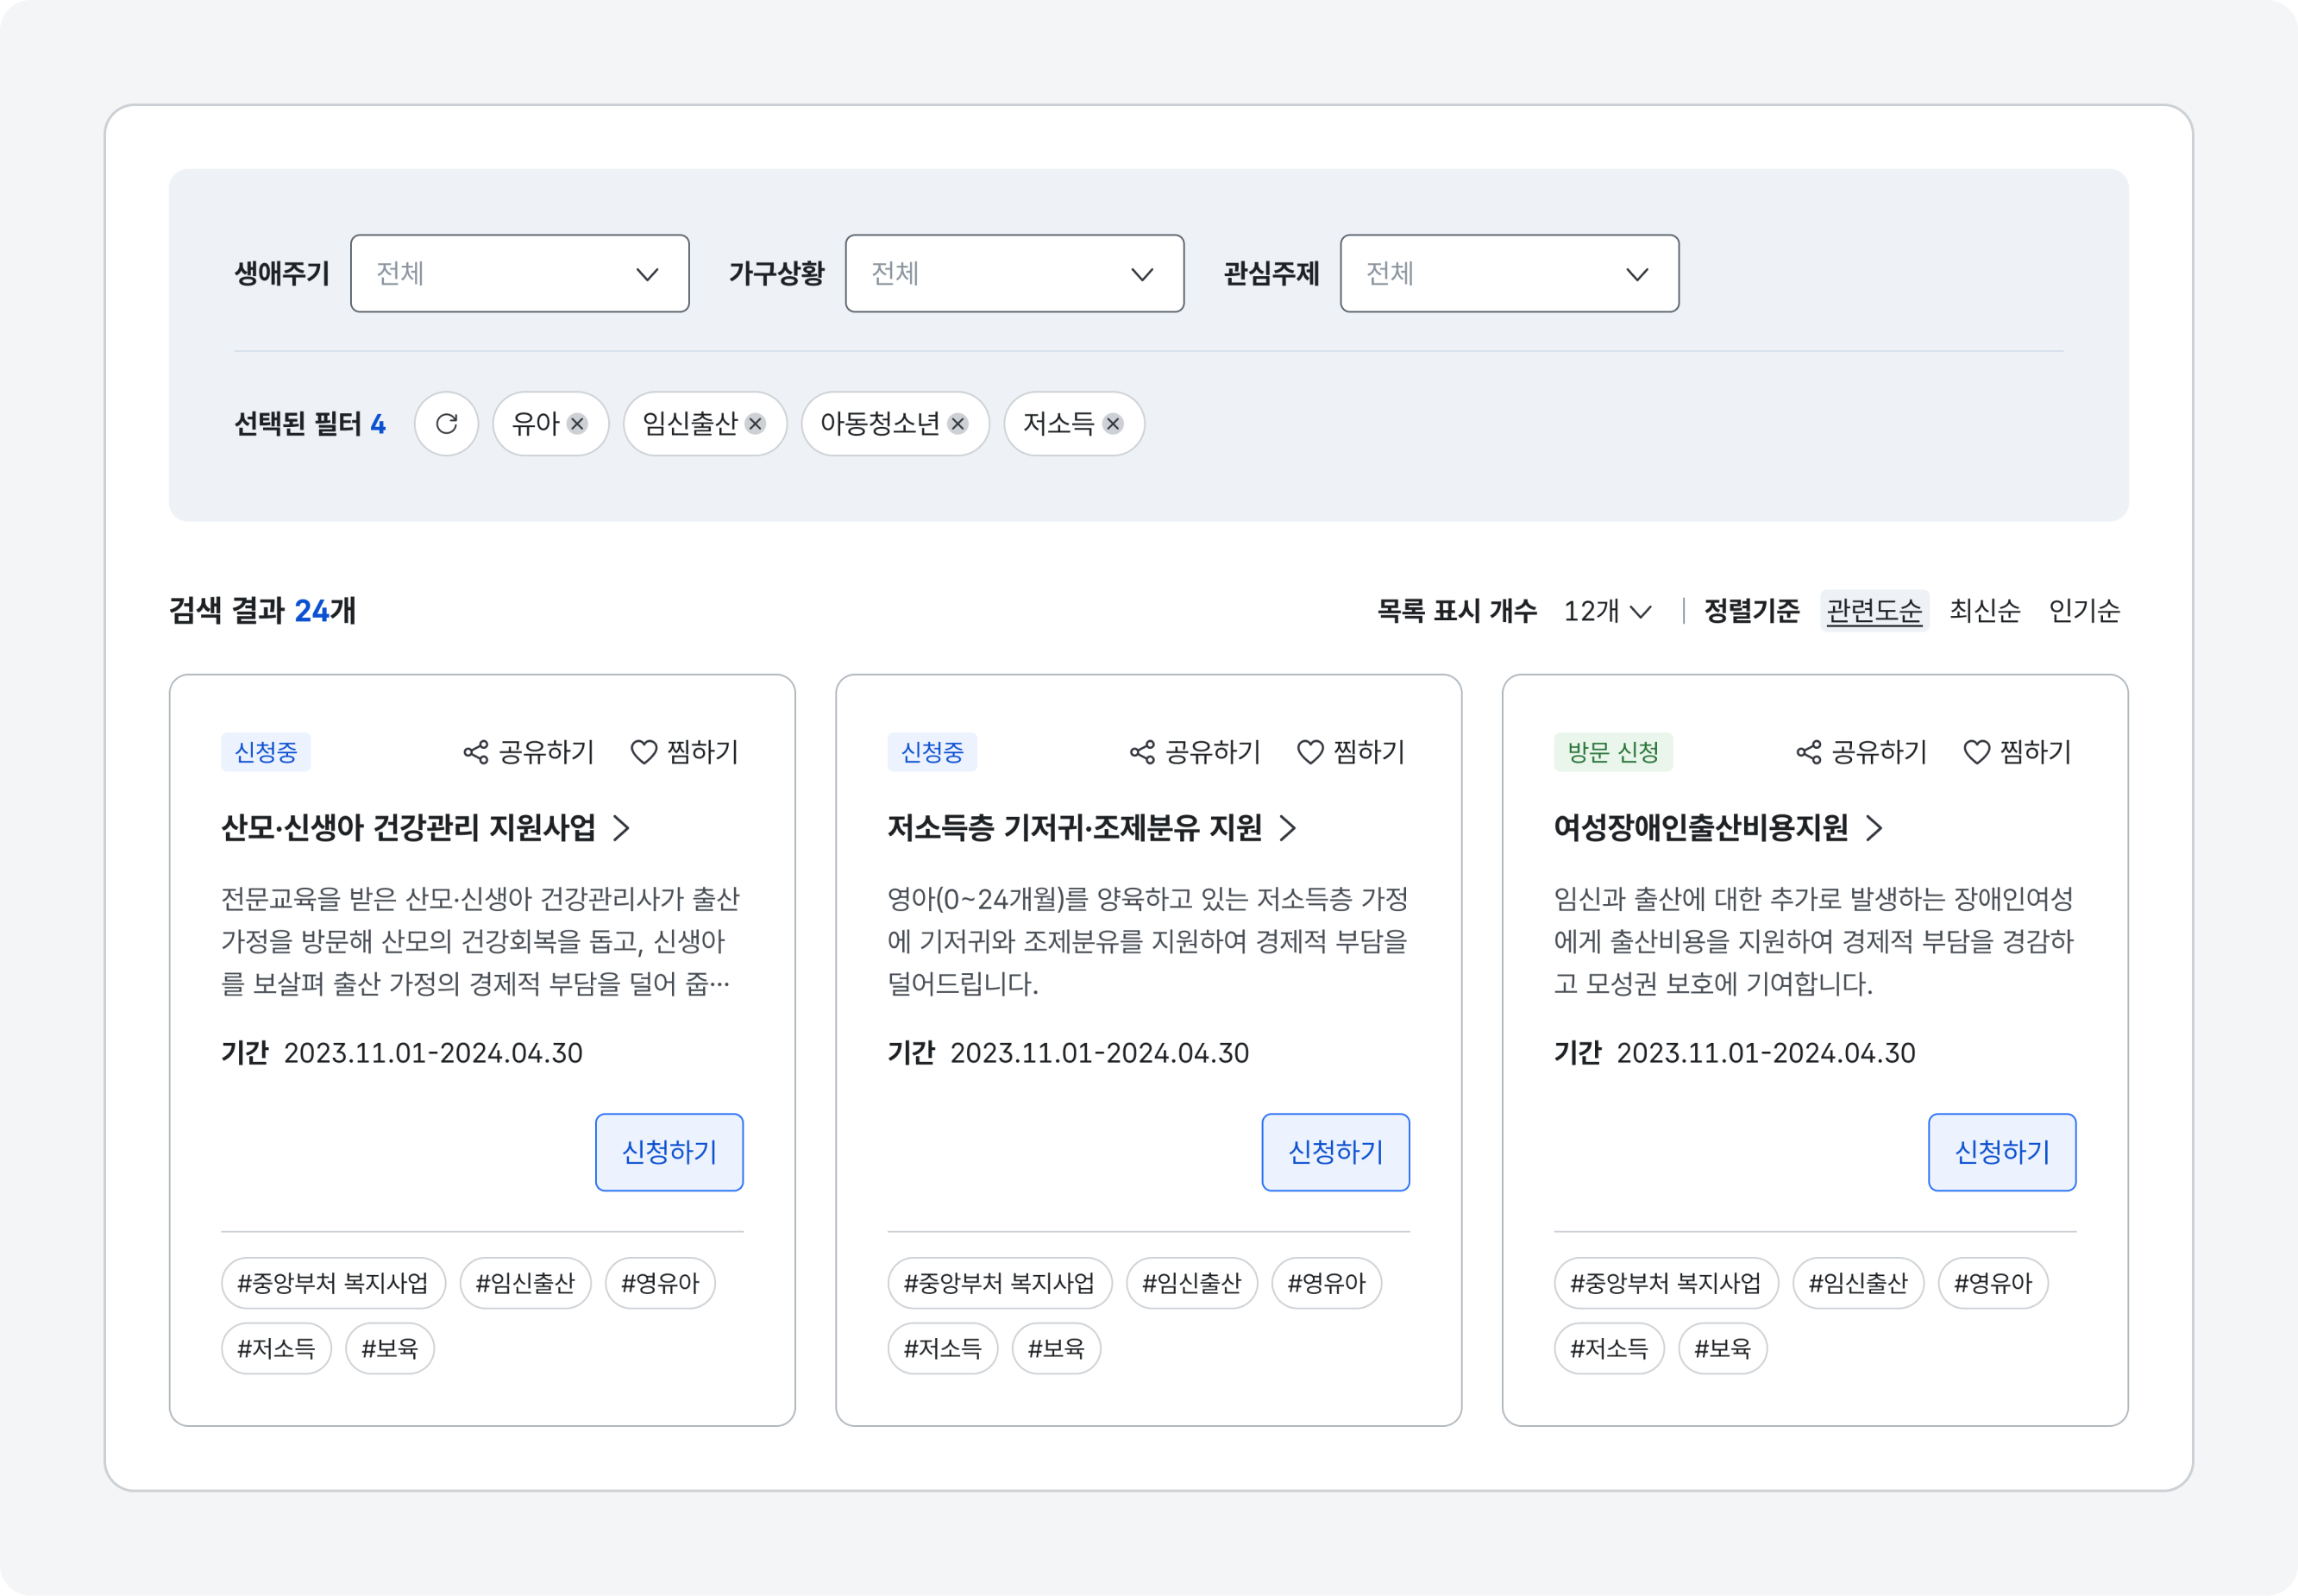 생애주기 전체 가구상황 전체 관심주제 전체
선택된 필터 4 유아 임신출산 아동청소년 저소득
검색 결과 24개
목록 표시 개수 12개 정렬기준 관련도순 최신순 인기순
신청중 공유하기 찜하기
산모·신생아 건강관리 지원사업
전문교육을 받은 산모·신생아 건강관리사가 출산
가정을 방문해 산모의 건강회복을 돕고, 신생아
를 보살펴 출산 가정의 경제적 부담을 덜어 줍…
기간 2023.11.01-2024.04.30
신청하기
#중앙부처 복지사업 #임신출산 #영유아
#저소득 #보육
신청중 공유하기 찜하기
저소득층 기저귀·조제분유 지원
영아(0~24개월)를 양육하고 있는 저소득층 가정
에 기저귀와 조제분유를 지원하여 경제적 부담을
덜어드립니다.
기간 2023.11.01-2024.04.30
신청하기
#중앙부처 복지사업 #임신출산 #영유아
#저소득 #보육
방문 신청 공유하기 찜하기
여성장애인출산비용지원
임신과 출산에 대한 추가로 발생하는 장애인여성
에게 출산비용을 지원하여 경제적 부담을 경감하
고 모성권 보호에 기여합니다.
기간 2023.11.01-2024.04.30
신청하기
#중앙부처 복지사업 #임신출산 #영유아
#저소득 #보육